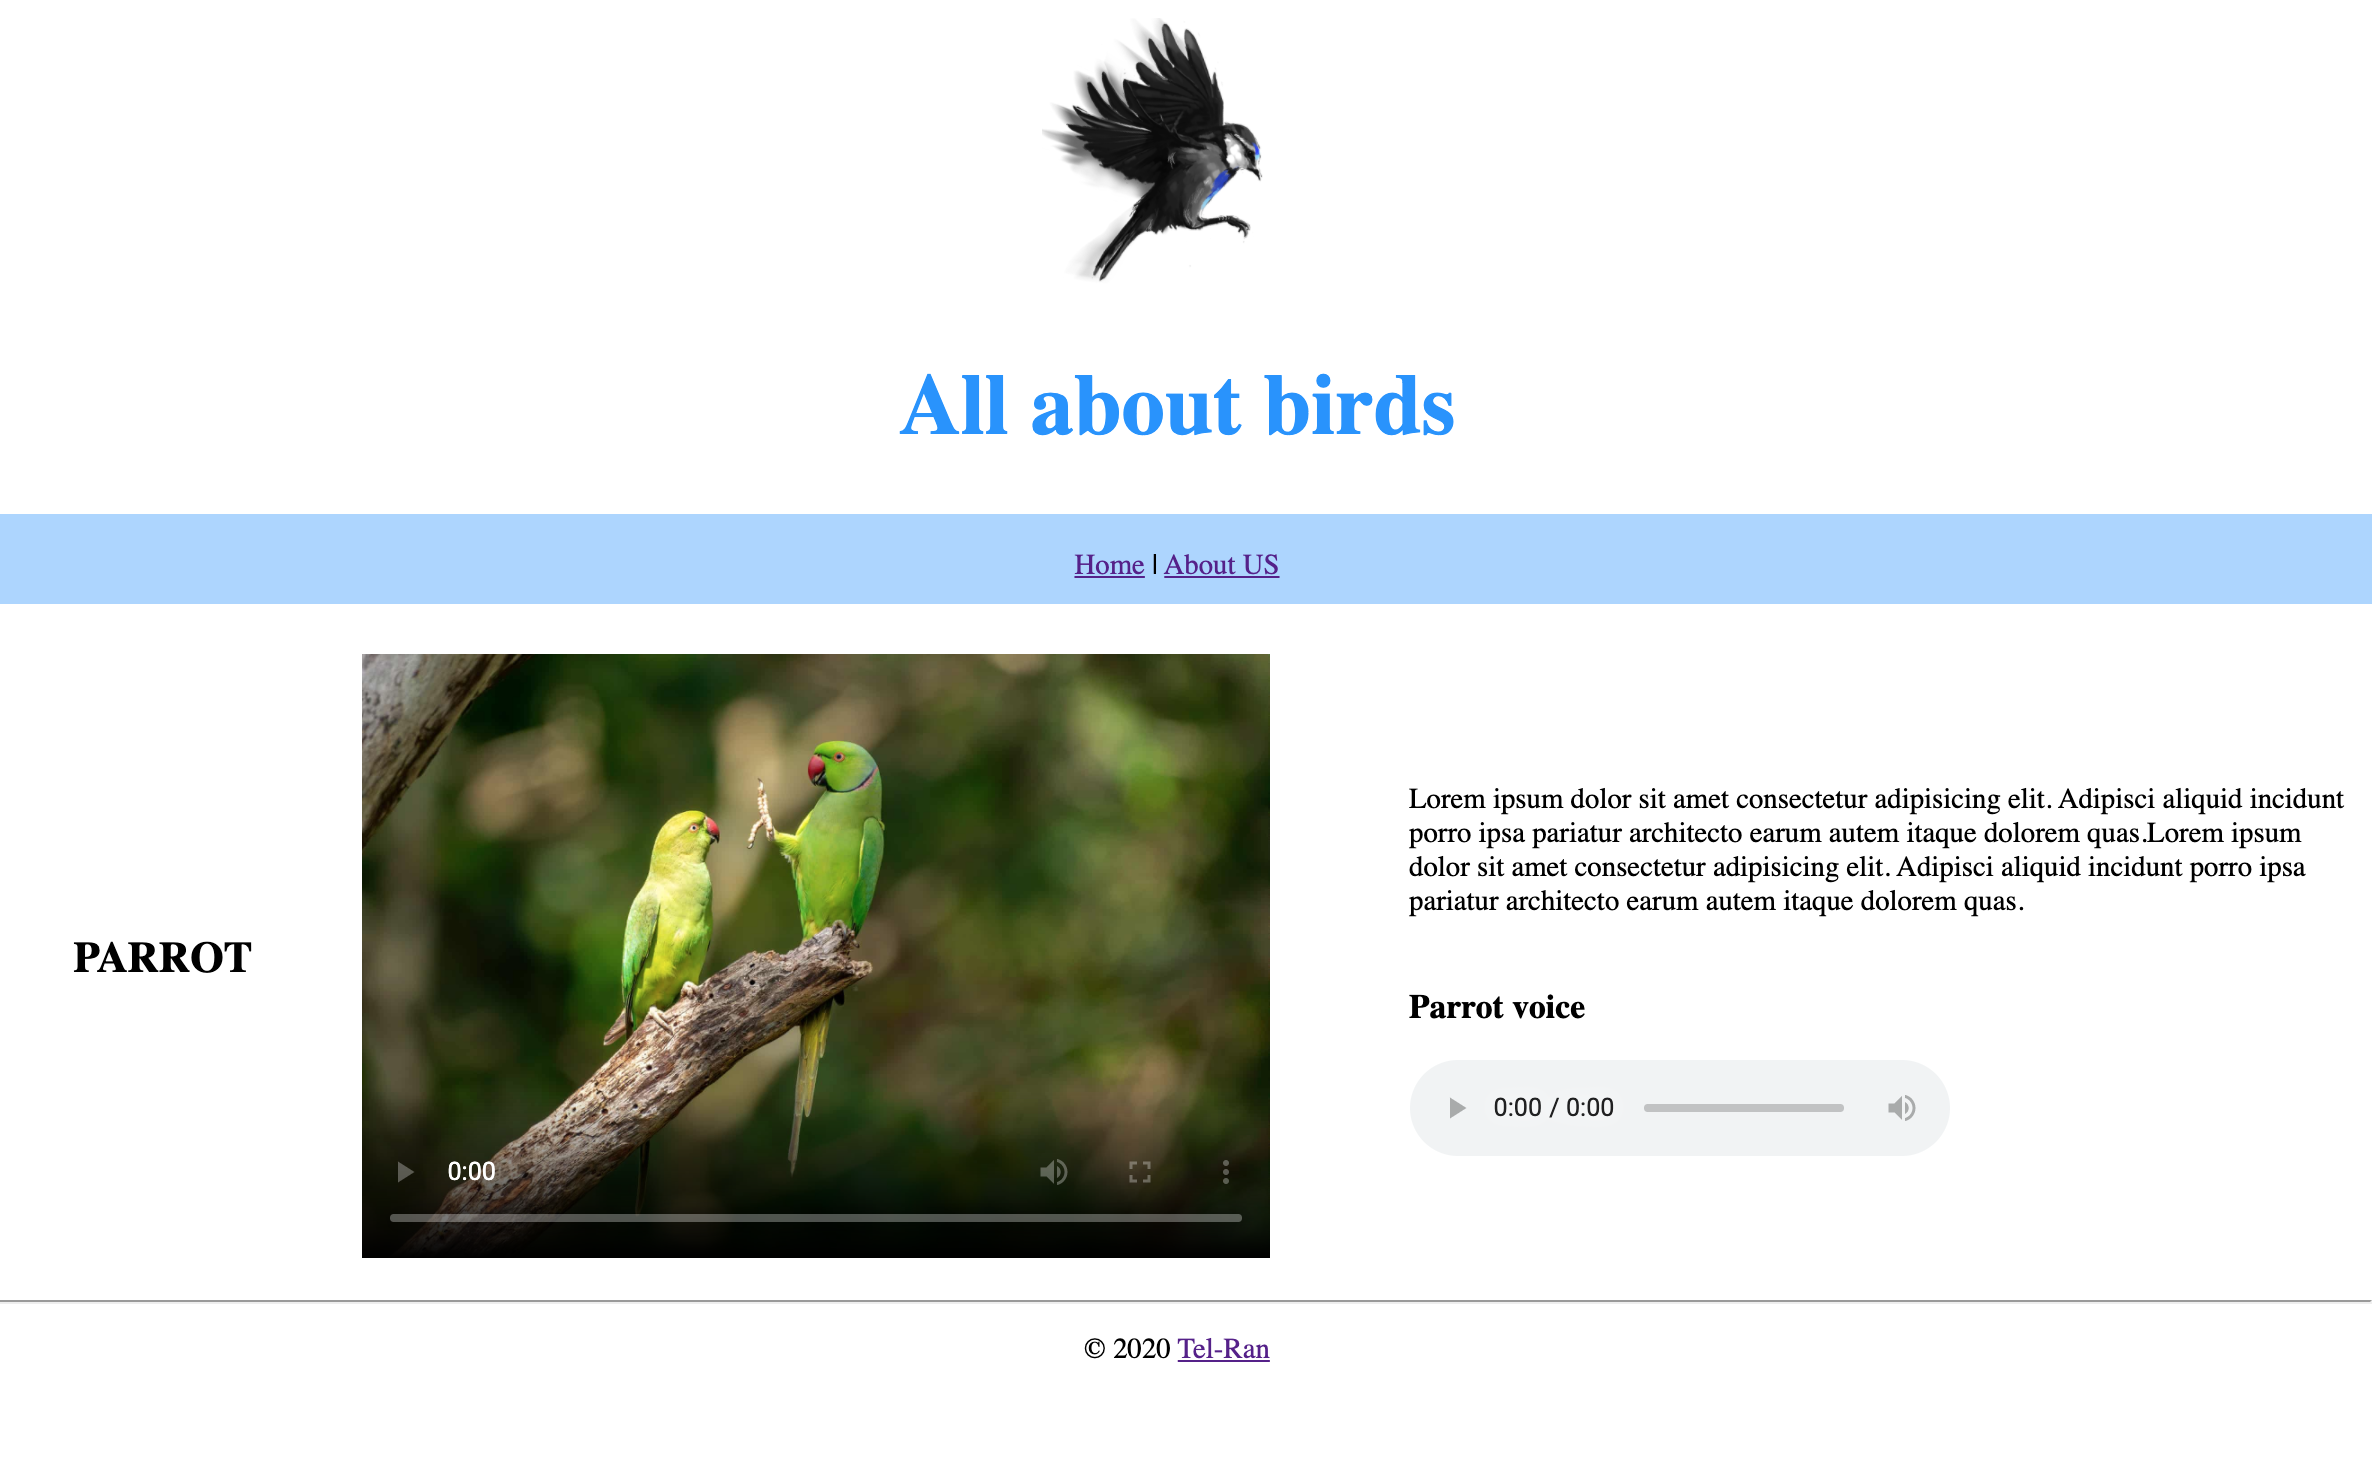 All about birds
Home | About US
PARROT
0:00
Lorem ipsum dolor sit amet consectetur adipisicing elit. Adipisci aliquid incidunt
porro ipsa pariatur architecto earum autem itaque dolorem quas.Lorem ipsum
dolor sit amet consectetur adipisicing elit. Adipisci aliquid incidunt porro ipsa
pariatur architecto earum autem itaque dolorem quas.
Parrot voice
0:00 / 0:00
© 2020 Tel-Ran